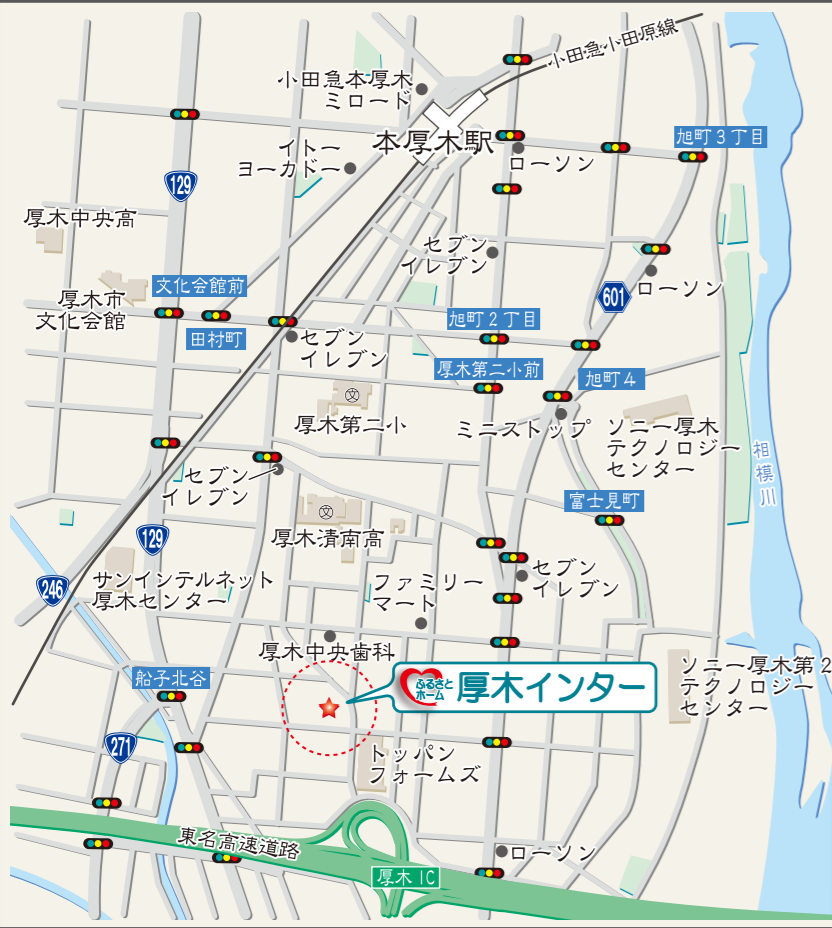 小田急小田原線
小田急本厚木
ミロード
本厚木駅
ローソン
旭町3丁目
イトー
ヨーカドー
129
厚木中央高
セブン
イレブン
文化会館前
厚木市
文化会館
601
ローソン
田村町
セブン
イレブン
旭町2丁目
厚木第二小前
旭町4
文
厚木第二小
ミニストップ
ソニー厚木
テクノロジー
センター
相模川
セブン
イレブン
富士見町
文
厚木清南高
129
246
サンインテルネット
厚木センター
ファミリー
マート
セブン
イレブン
厚木中央歯科
船子北谷
ふるさと
ホーム
厚木インター
ソニー厚木第2
テクノロジー
センター
271
トッパン
フォームズ
東名高速道路
厚木IC
ローソン